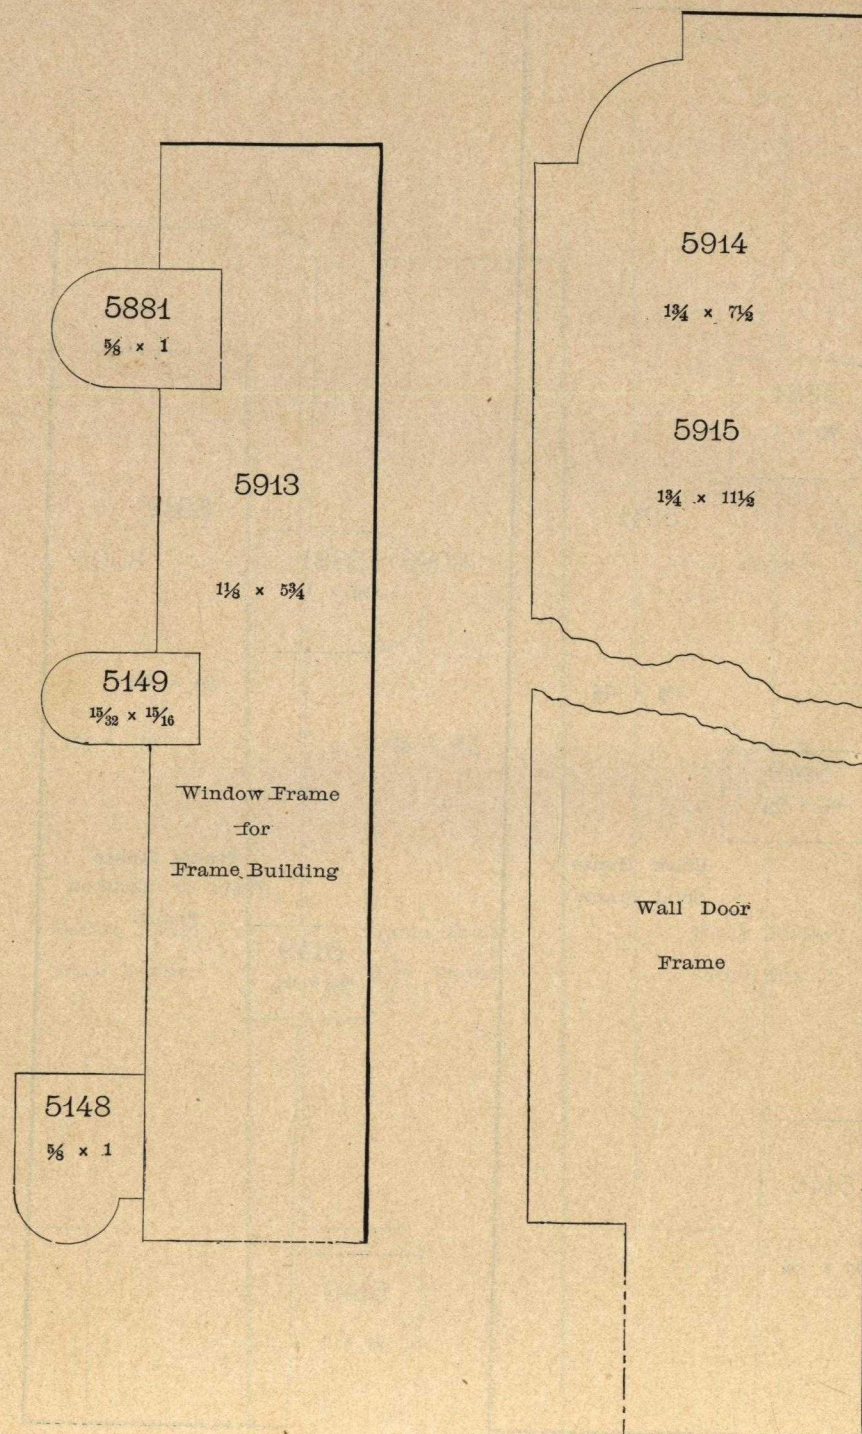 5881
⅝ × 1
5913
1⅛ × 5¾
5149
15/32 × 15/16
Window Frame
for
Frame Building
5148
⅝ × 1
5914
1¾ × 7½
5915
1¾ × 11½
Wall Door
Frame